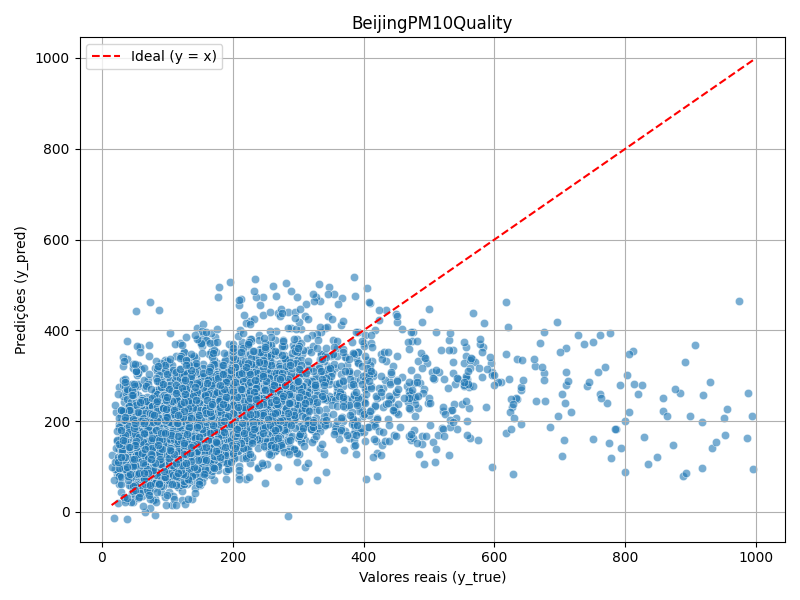 BeijingPM10Quality
Ideal (y = x)
Predições (y_pred)
1000
800
600
400
200
0
0 200 400 600 800 1000
Valores reais (y_true)